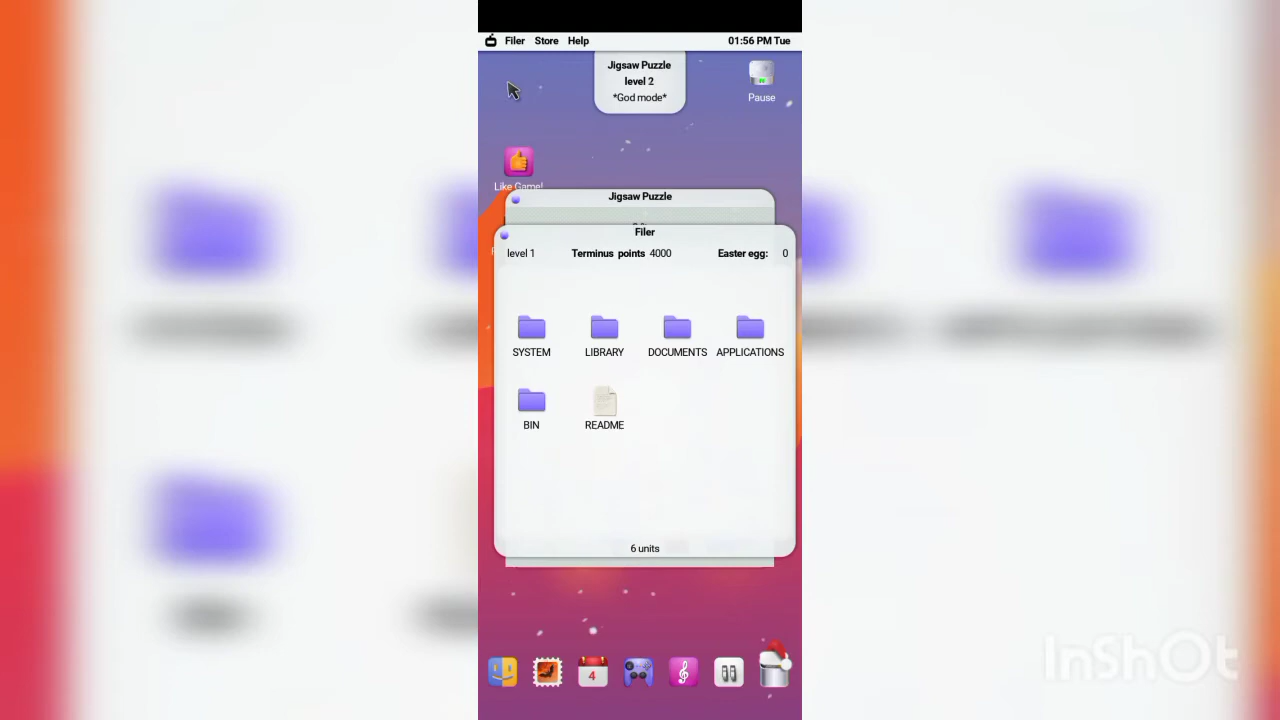 Filer Store Help 01:56 PM Tue
Jigsaw Puzzle
level 2
*God mode*
Pause
Like Game!
Jigsaw Puzzle
Filer
level 1 Terminus points 4000 Easter egg: 0
SYSTEM LIBRARY DOCUMENTS APPLICATIONS
BIN README
6 units
4
InShOt